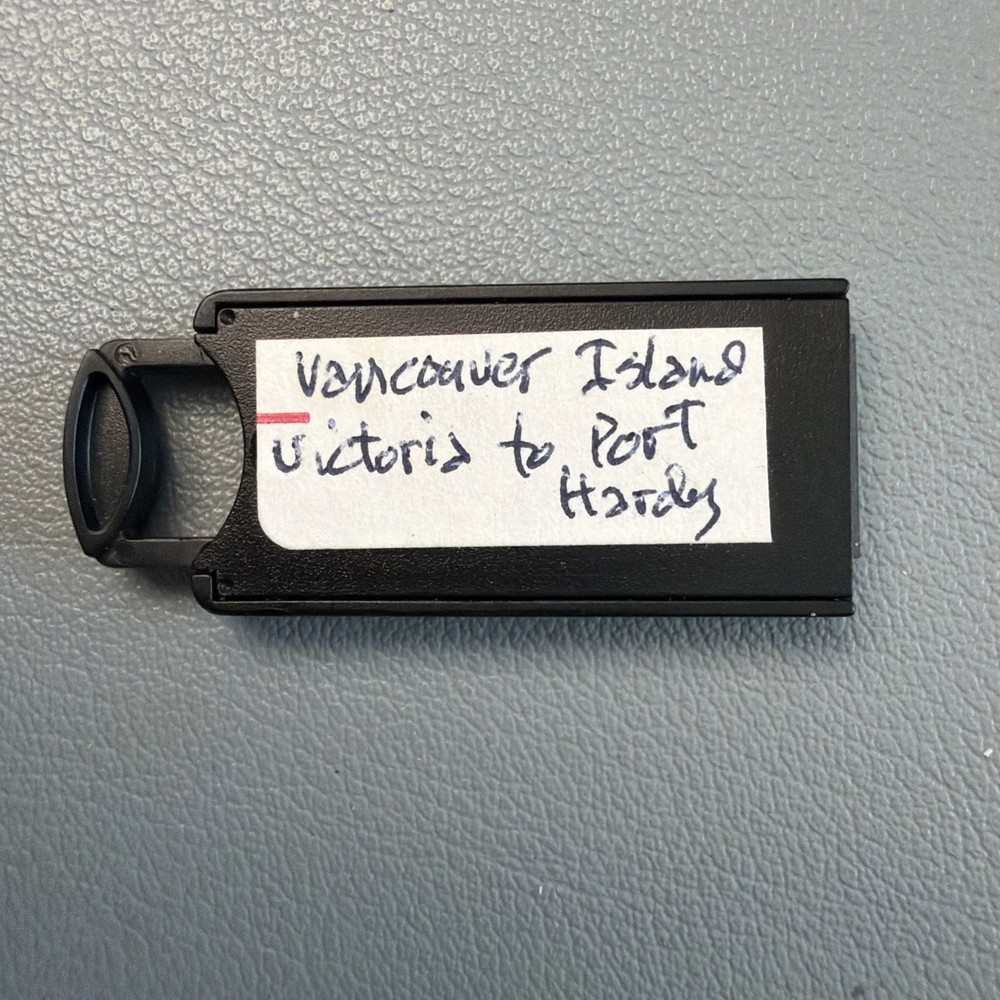 Vancouver Island
Victoria to Port
Hardy